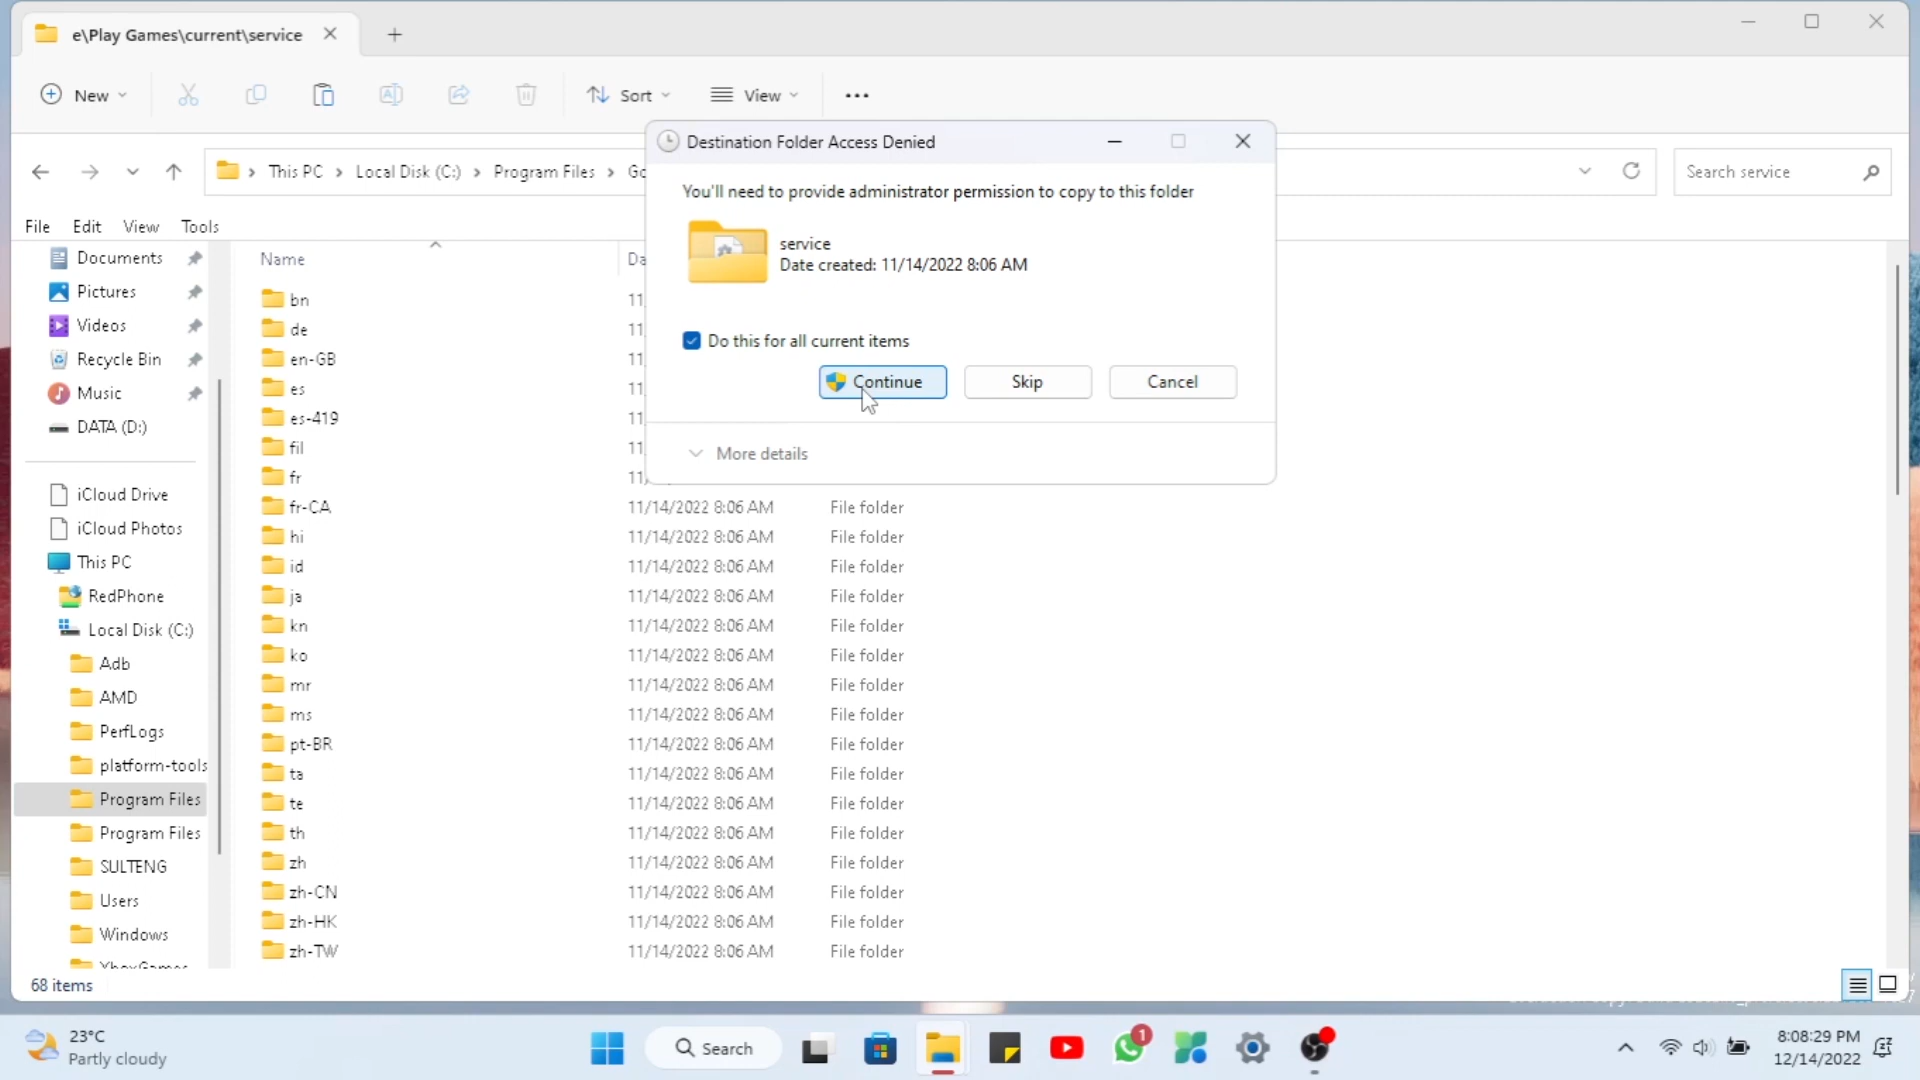 e\Play Games\current\service
New
Sort
View
This PC
Local Disk (C:)
Program Files
Search service
File
Edit
View
Tools
Documents
Pictures
Videos
Recycle Bin
Music
DATA (D:)
iCloud Drive
iCloud Photos
This PC
RedPhone
Local Disk (C:)
Adb
AMD
PerfLogs
platform-tools
Program Files
Program Files
SULTENG
Users
Windows
XboxGames
Name
bn
de
en-GB
es
es-419
fil
fr
fr-CA 11/14/2022 8:06 AM File folder
hi 11/14/2022 8:06 AM File folder
id 11/14/2022 8:06 AM File folder
ja 11/14/2022 8:06 AM File folder
kn 11/14/2022 8:06 AM File folder
ko 11/14/2022 8:06 AM File folder
mr 11/14/2022 8:06 AM File folder
ms 11/14/2022 8:06 AM File folder
pt-BR 11/14/2022 8:06 AM File folder
ta 11/14/2022 8:06 AM File folder
te 11/14/2022 8:06 AM File folder
th 11/14/2022 8:06 AM File folder
zh 11/14/2022 8:06 AM File folder
zh-CN 11/14/2022 8:06 AM File folder
zh-HK 11/14/2022 8:06 AM File folder
zh-TW 11/14/2022 8:06 AM File folder
Destination Folder Access Denied
You'll need to provide administrator permission to copy to this folder
service
Date created: 11/14/2022 8:06 AM
Do this for all current items
Continue
Skip
Cancel
More details
68 items
23°C
Partly cloudy
Search
1
8:08:29 PM
12/14/2022